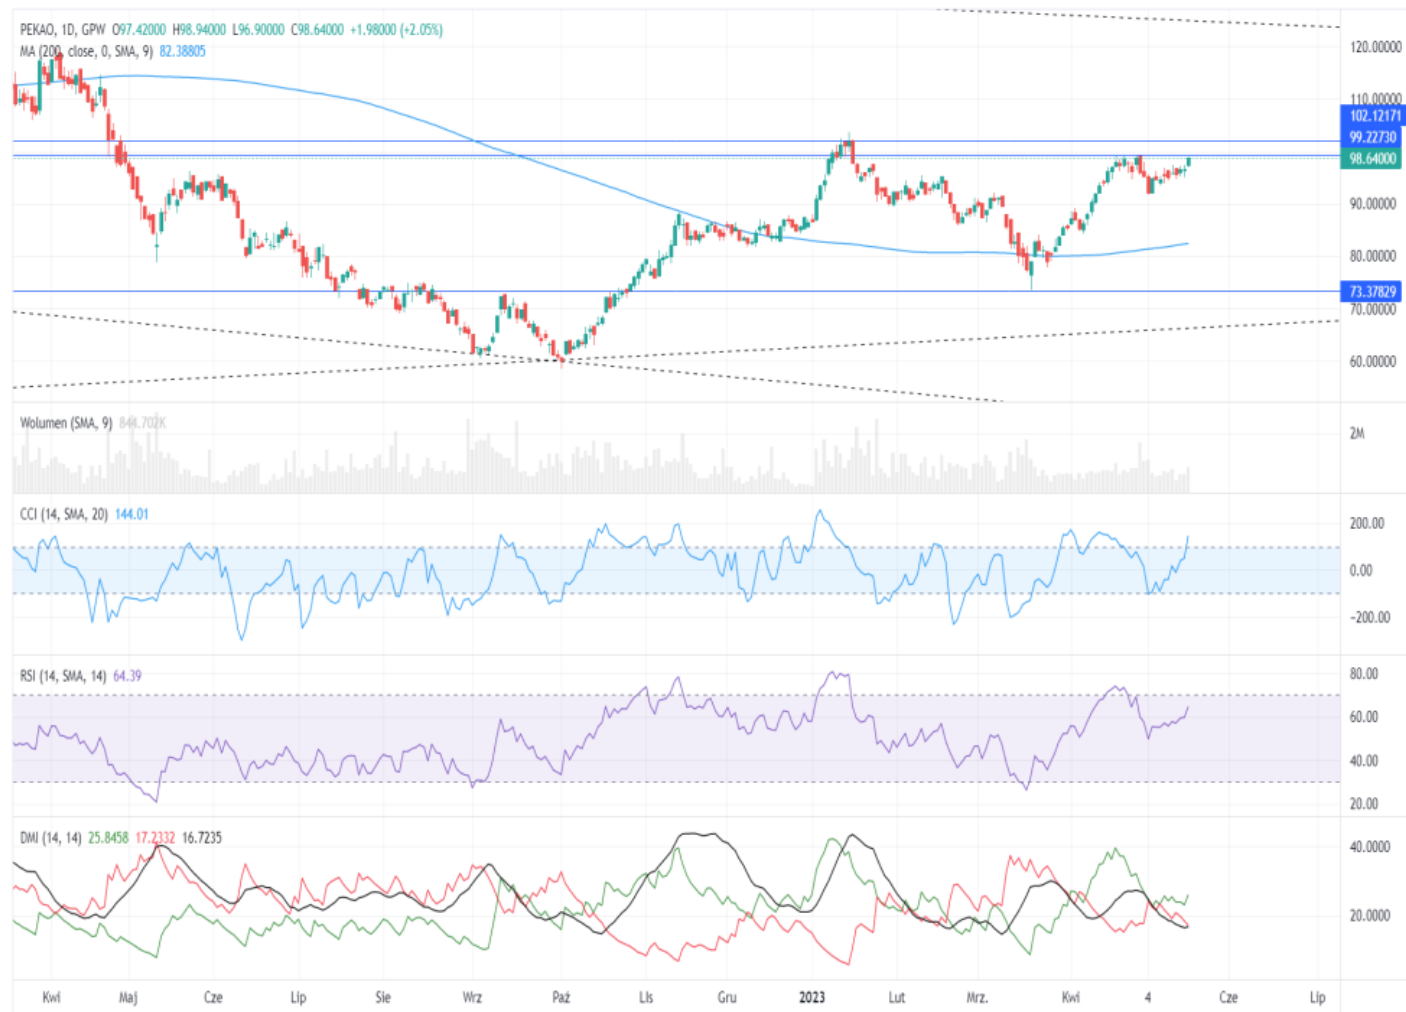 PEKAO, 1D, GPW O97.42000 H98.94000 L96.90000 C98.64000 +1.98000 (+2.05%)
MA (200, close, 0, SMA, 9) 82.38805
120.00000
110.00000
102.12171
99.22730
98.64000
90.00000
80.00000
73.37829
70.00000
60.00000
Wolumen (SMA, 9) 844.702K
2M
CCI (14, SMA, 20) 144.01
200.00
0.00
-200.00
RSI (14, SMA, 14) 64.39
80.00
60.00
40.00
20.00
DMI (14, 14) 25.8458 17.2332 16.7235
40.0000
20.0000
Kwi Maj Cze Lip Sie Wrz Paź Lis Gru 2023 Lut Mrz. Kwi 4 Cze Lip